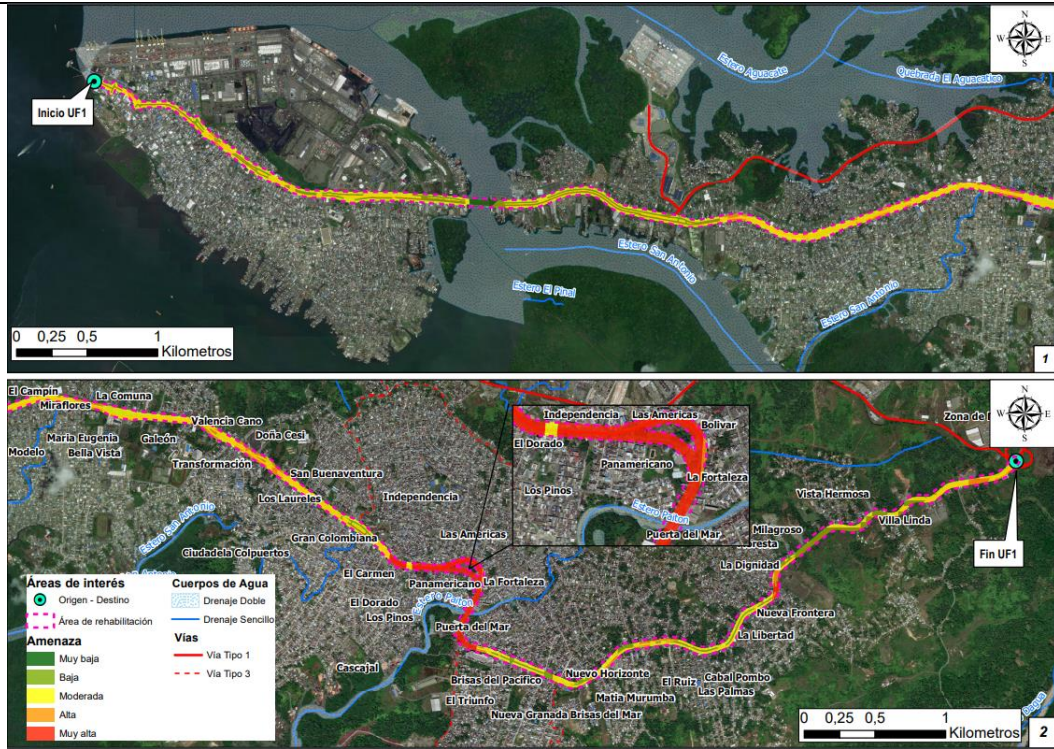 N
W E
S
Estero Aguacate
Quebrada El Aguacatico
Inicio UF1
Estero San Antonio
Estero El Pinal
Estero San Antonio
0 0,25 0,5 1
Kilometros
1
El Campín
La Comuna
Miraflores
Valencia Cano
Maria Eugenia
Galeón
Doña Cesi
Modelo
Bella Vista
Transformación
San Buenaventura
Los Laureles
Independencia
Estero San Antonio
Gran Colombiana
Las Americas
Ciudadela Colpuertos
El Carmen
Panamericano
La Fortaleza
El Dorado
Estero Paiton
Los Pinos
Puerta del Mar
Cascajal
Brisas del Pacifico
Nuevo Horizonte
El Triunfo
Matia Murumba
Nueva Granada
Brisas del Mar
El Ruiz
Cabal Pombo
Las Palmas
La Libertad
Nueva Frontera
La Dignidad
Milagroso
Vista Hermosa
Villa Linda
Fin UF1
N
W E
S
Independencia
Las Americas
Bolivar
El Dorado
Panamericano
La Fortaleza
Los Pinos
Estero Paiton
Puerta del Mar
Áreas de interés
Origen - Destino
Área de rehabilitación
Amenaza
Muy baja
Baja
Moderada
Alta
Muy alta
Cuerpos de Agua
Drenaje Doble
Drenaje Sencillo
Vías
Vía Tipo 1
Vía Tipo 3
0 0,25 0,5 1
Kilometros
2